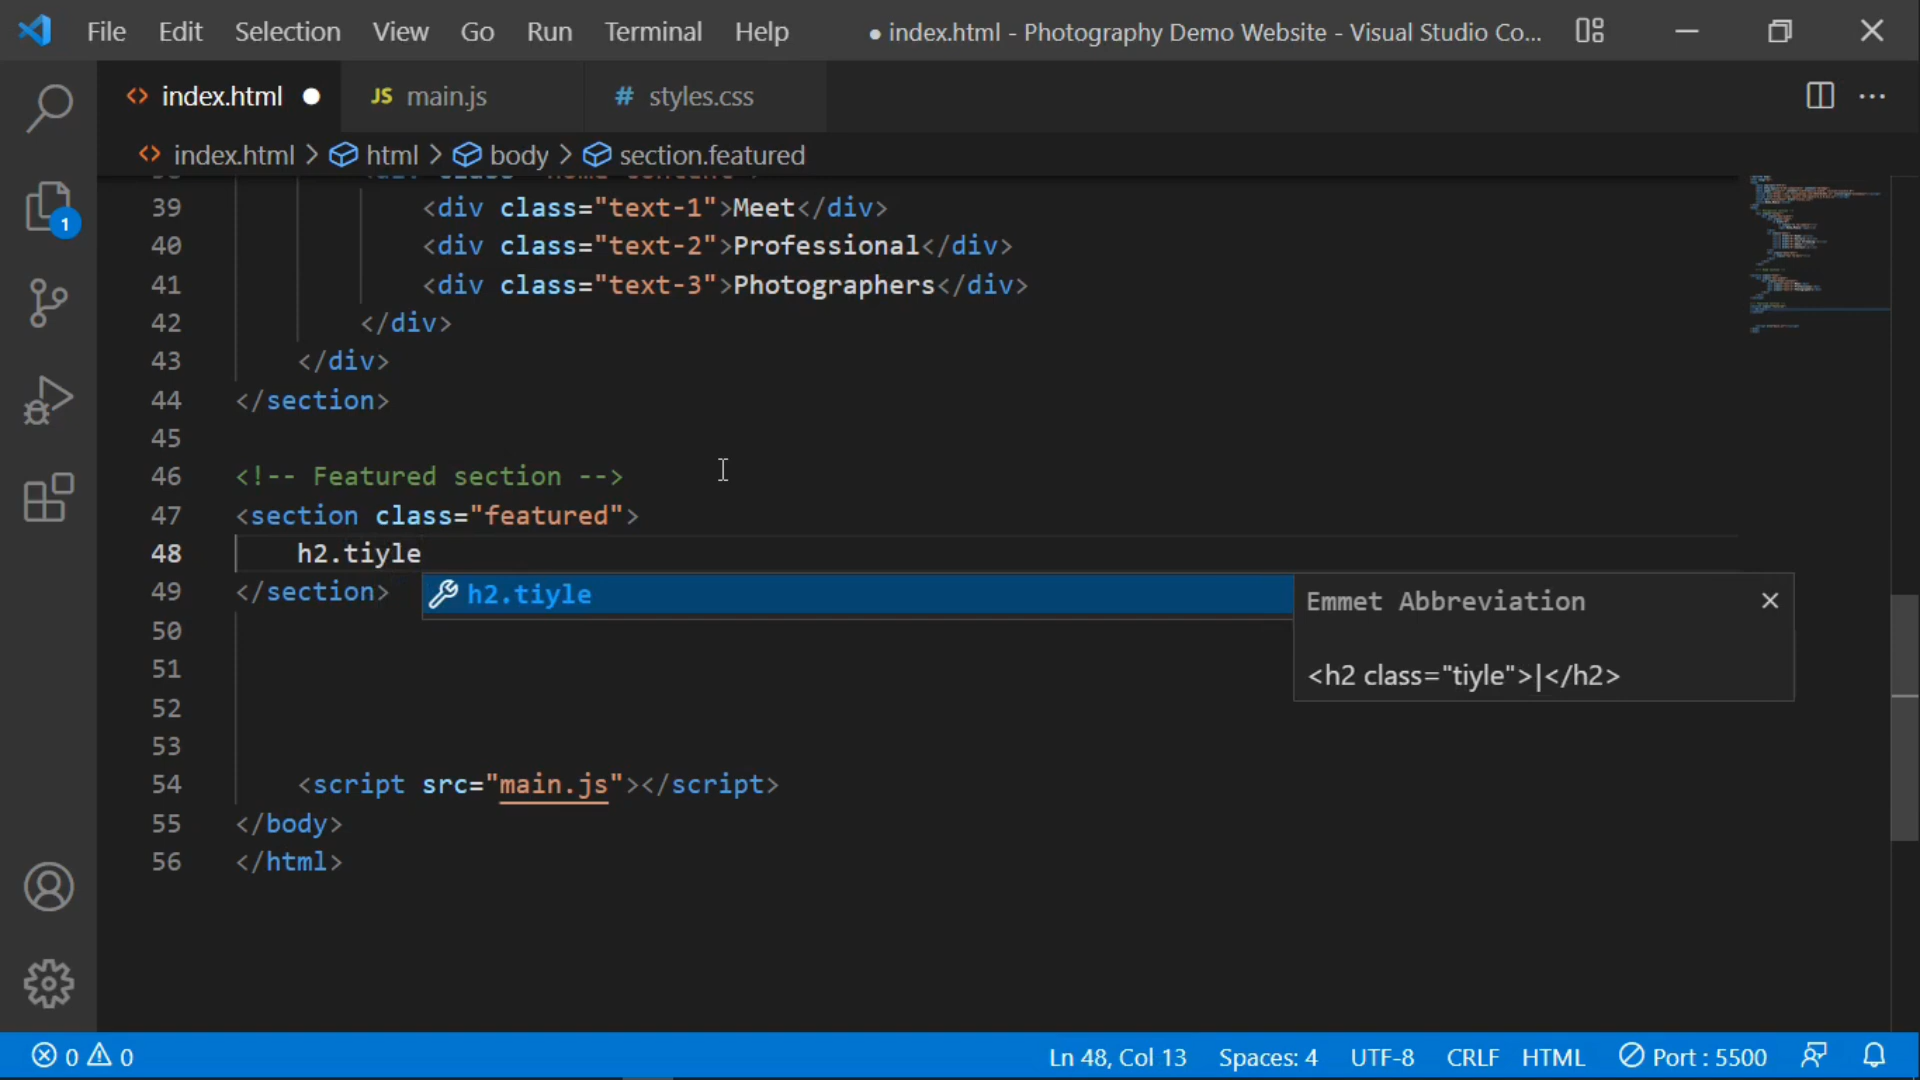 File Edit Selection View Go Run Terminal Help ● index.html - Photography Demo Website - Visual Studio Co...
<> index.html ● JS main.js # styles.css ...
<> index.html > html > body > section.featured
39 <div class="text-1">Meet</div>
40 <div class="text-2">Professional</div>
41 <div class="text-3">Photographers</div>
42 </div>
43 </div>
44 </section>
45
46 <!-- Featured section -->
47 <section class="featured">
48 h2.tiyle
49 </section>
h2.tiyle
Emmet Abbreviation
<h2 class="tiyle">|</h2>
50
51
52
53
54 <script src="main.js"></script>
55 </body>
56 </html>
1
0 0 Ln 48, Col 13 Spaces: 4 UTF-8 CRLF HTML Port : 5500